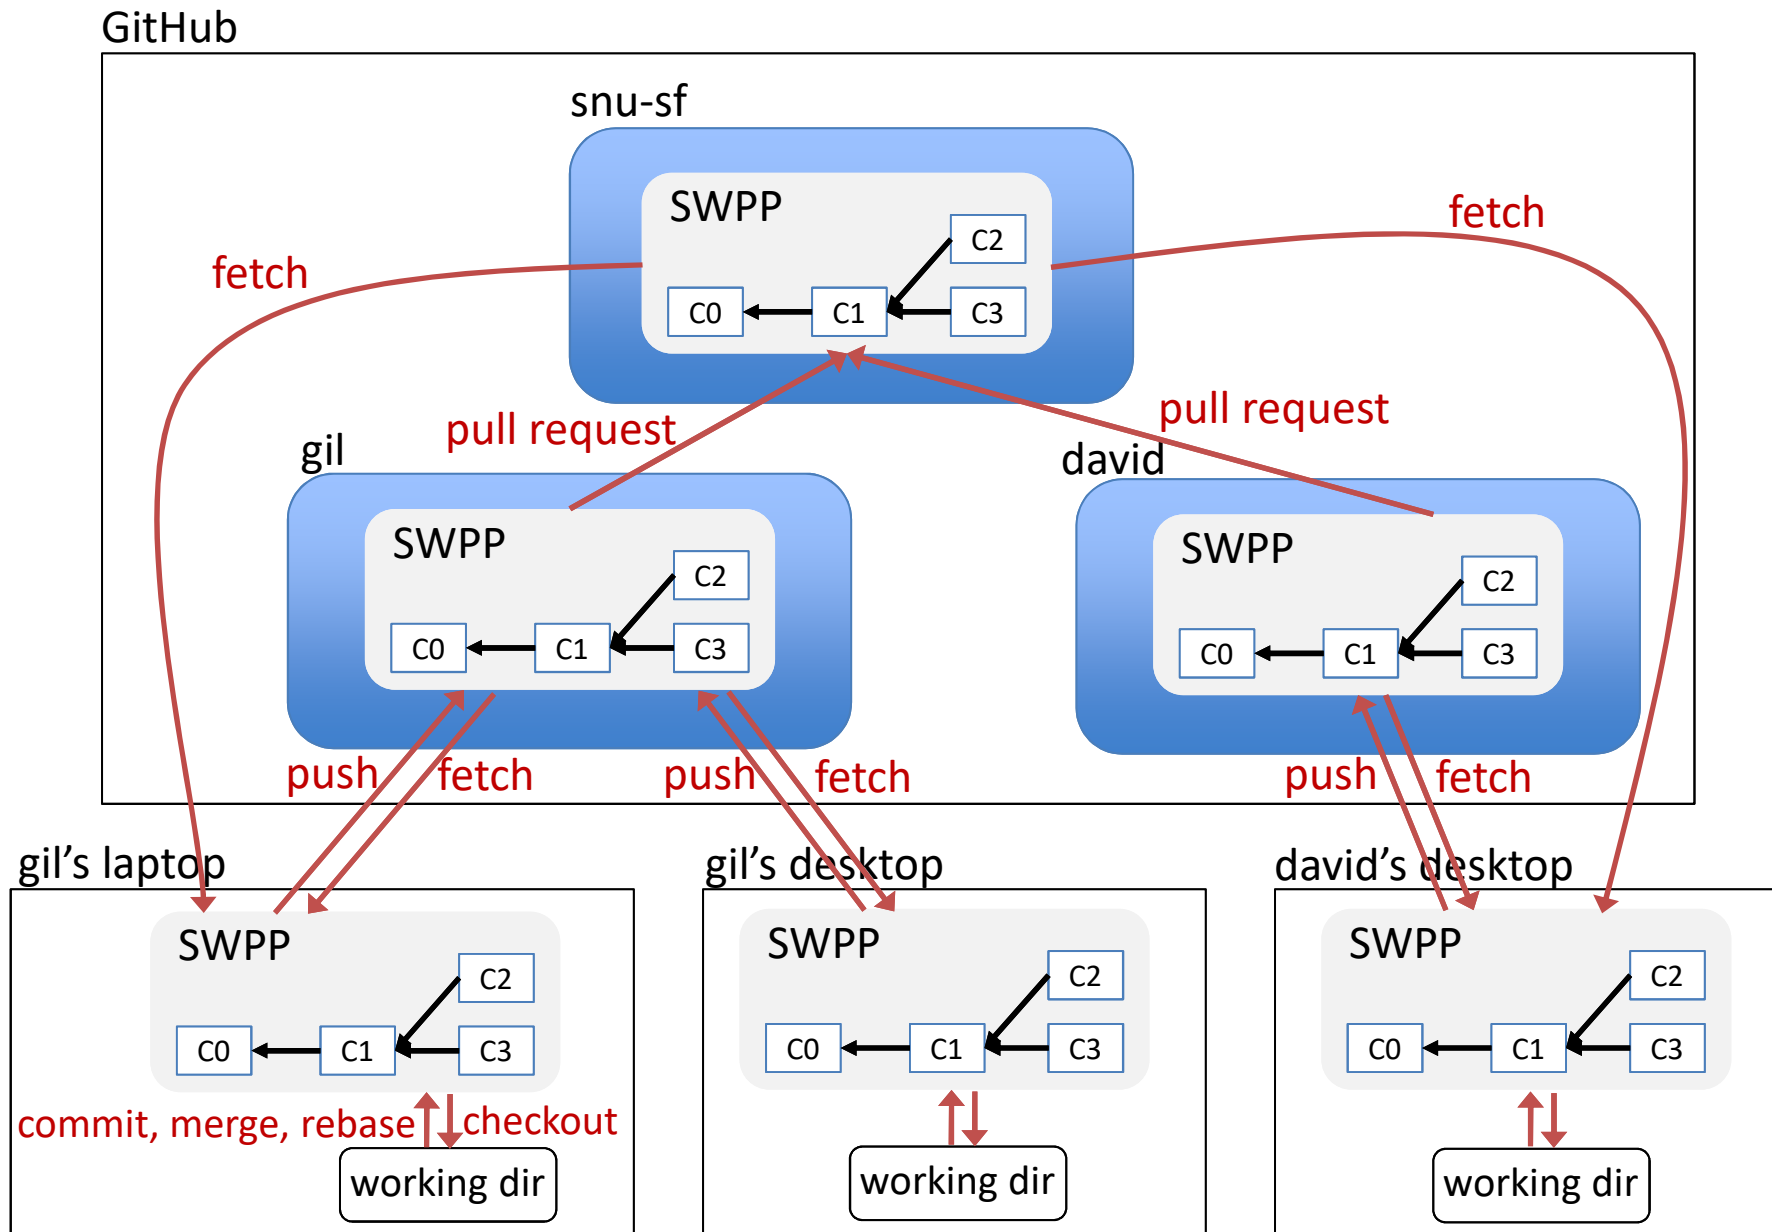 GitHub
snu-sf
SWPP
C2
C0
C1
C3
fetch
fetch
pull request
pull request
gil
SWPP
C2
C0
C1
C3
david
SWPP
C2
C0
C1
C3
push
fetch
push
fetch
push
fetch
gil's laptop
SWPP
C2
C0
C1
C3
commit, merge, rebase
checkout
working dir
gil's desktop
SWPP
C2
C0
C1
C3
working dir
david's desktop
SWPP
C2
C0
C1
C3
working dir